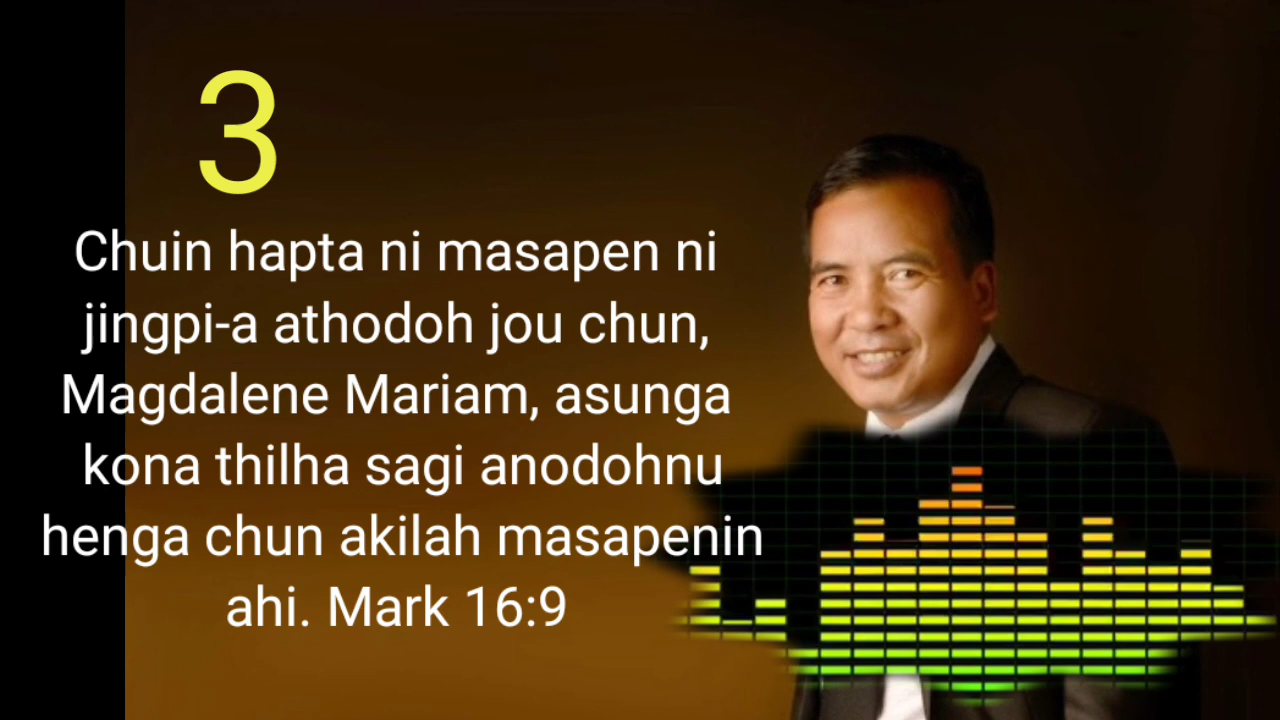 3
Chuin hapta ni masapen ni
jingpi-a athodoh jou chun,
Magdalene Mariam, asunga
kona thilha sagi anodohnu
henga chun akilah masapenin
ahi. Mark 16:9